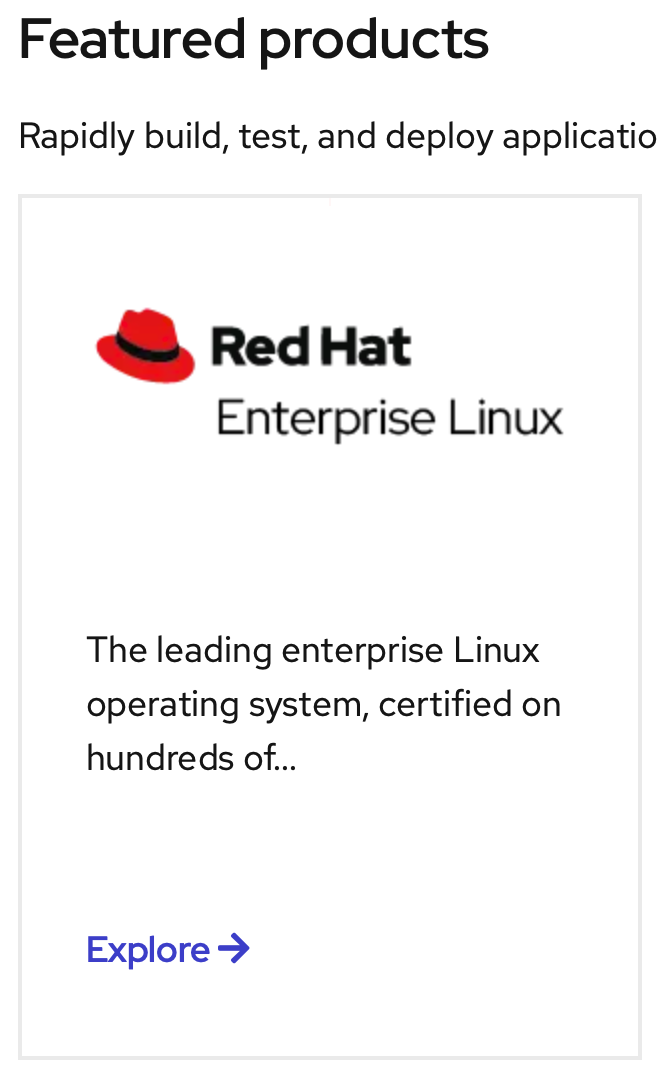 Featured products
Rapidly build, test, and deploy applicatio
Red Hat
Enterprise Linux
The leading enterprise Linux
operating system, certified on
hundreds of...
Explore